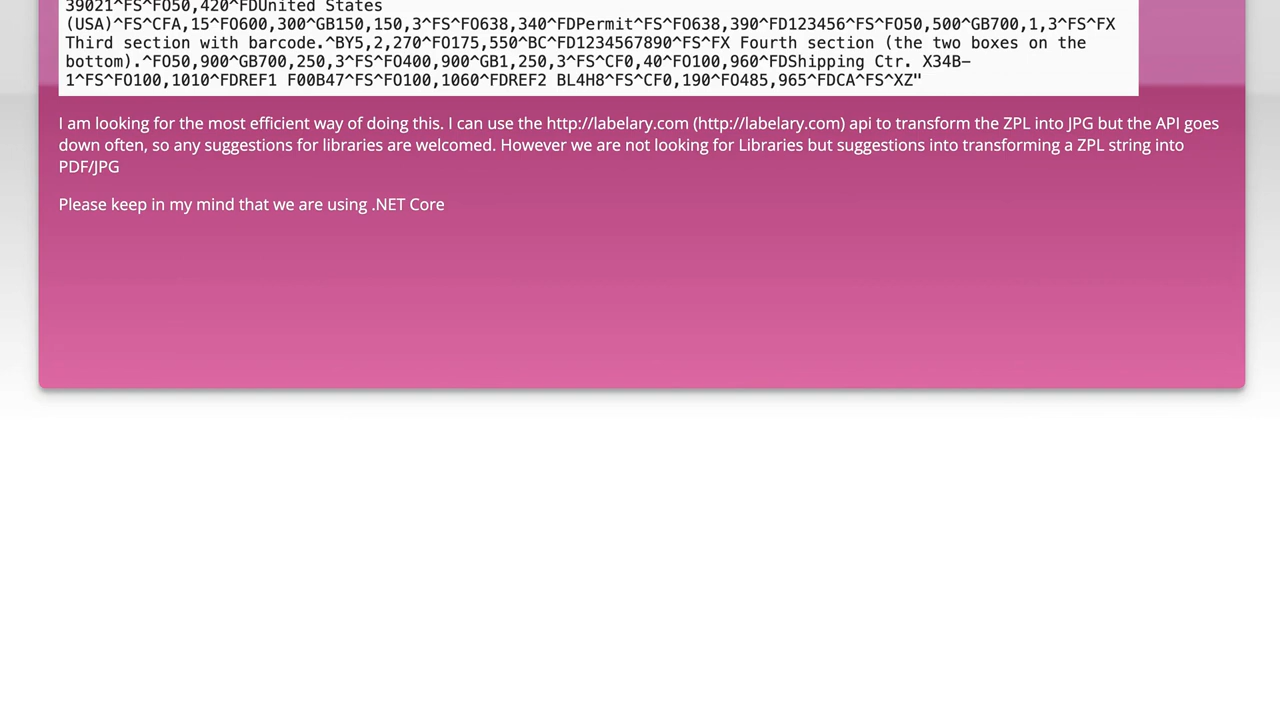 39021^FS^FO50,420^FDUnited States
(USA)^FS^CFA,15^FO600,300^GB150,150,3^FS^FO638,340^FDPermit^FS^FO638,390^FD123456^FS^FO50,500^GB700,1,3^FS^FX
Third section with barcode.^BY5,2,270^FO175,550^BC^FD1234567890^FS^FX Fourth section (the two boxes on the
bottom).^FO50,900^GB700,250,3^FS^FO400,900^GB1,250,3^FS^CF0,40^FO100,960^FDShipping Ctr. X34B-
1^FS^FO100,1010^FDREF1 F00B47^FS^FO100,1060^FDREF2 BL4H8^FS^CF0,190^FO485,965^FDCA^FS^XZ"
I am looking for the most efficient way of doing this. I can use the http://labelary.com (http://labelary.com) api to transform the ZPL into JPG but the API goes
down often, so any suggestions for libraries are welcomed. However we are not looking for Libraries but suggestions into transforming a ZPL string into
PDF/JPG
Please keep in my mind that we are using .NET Core